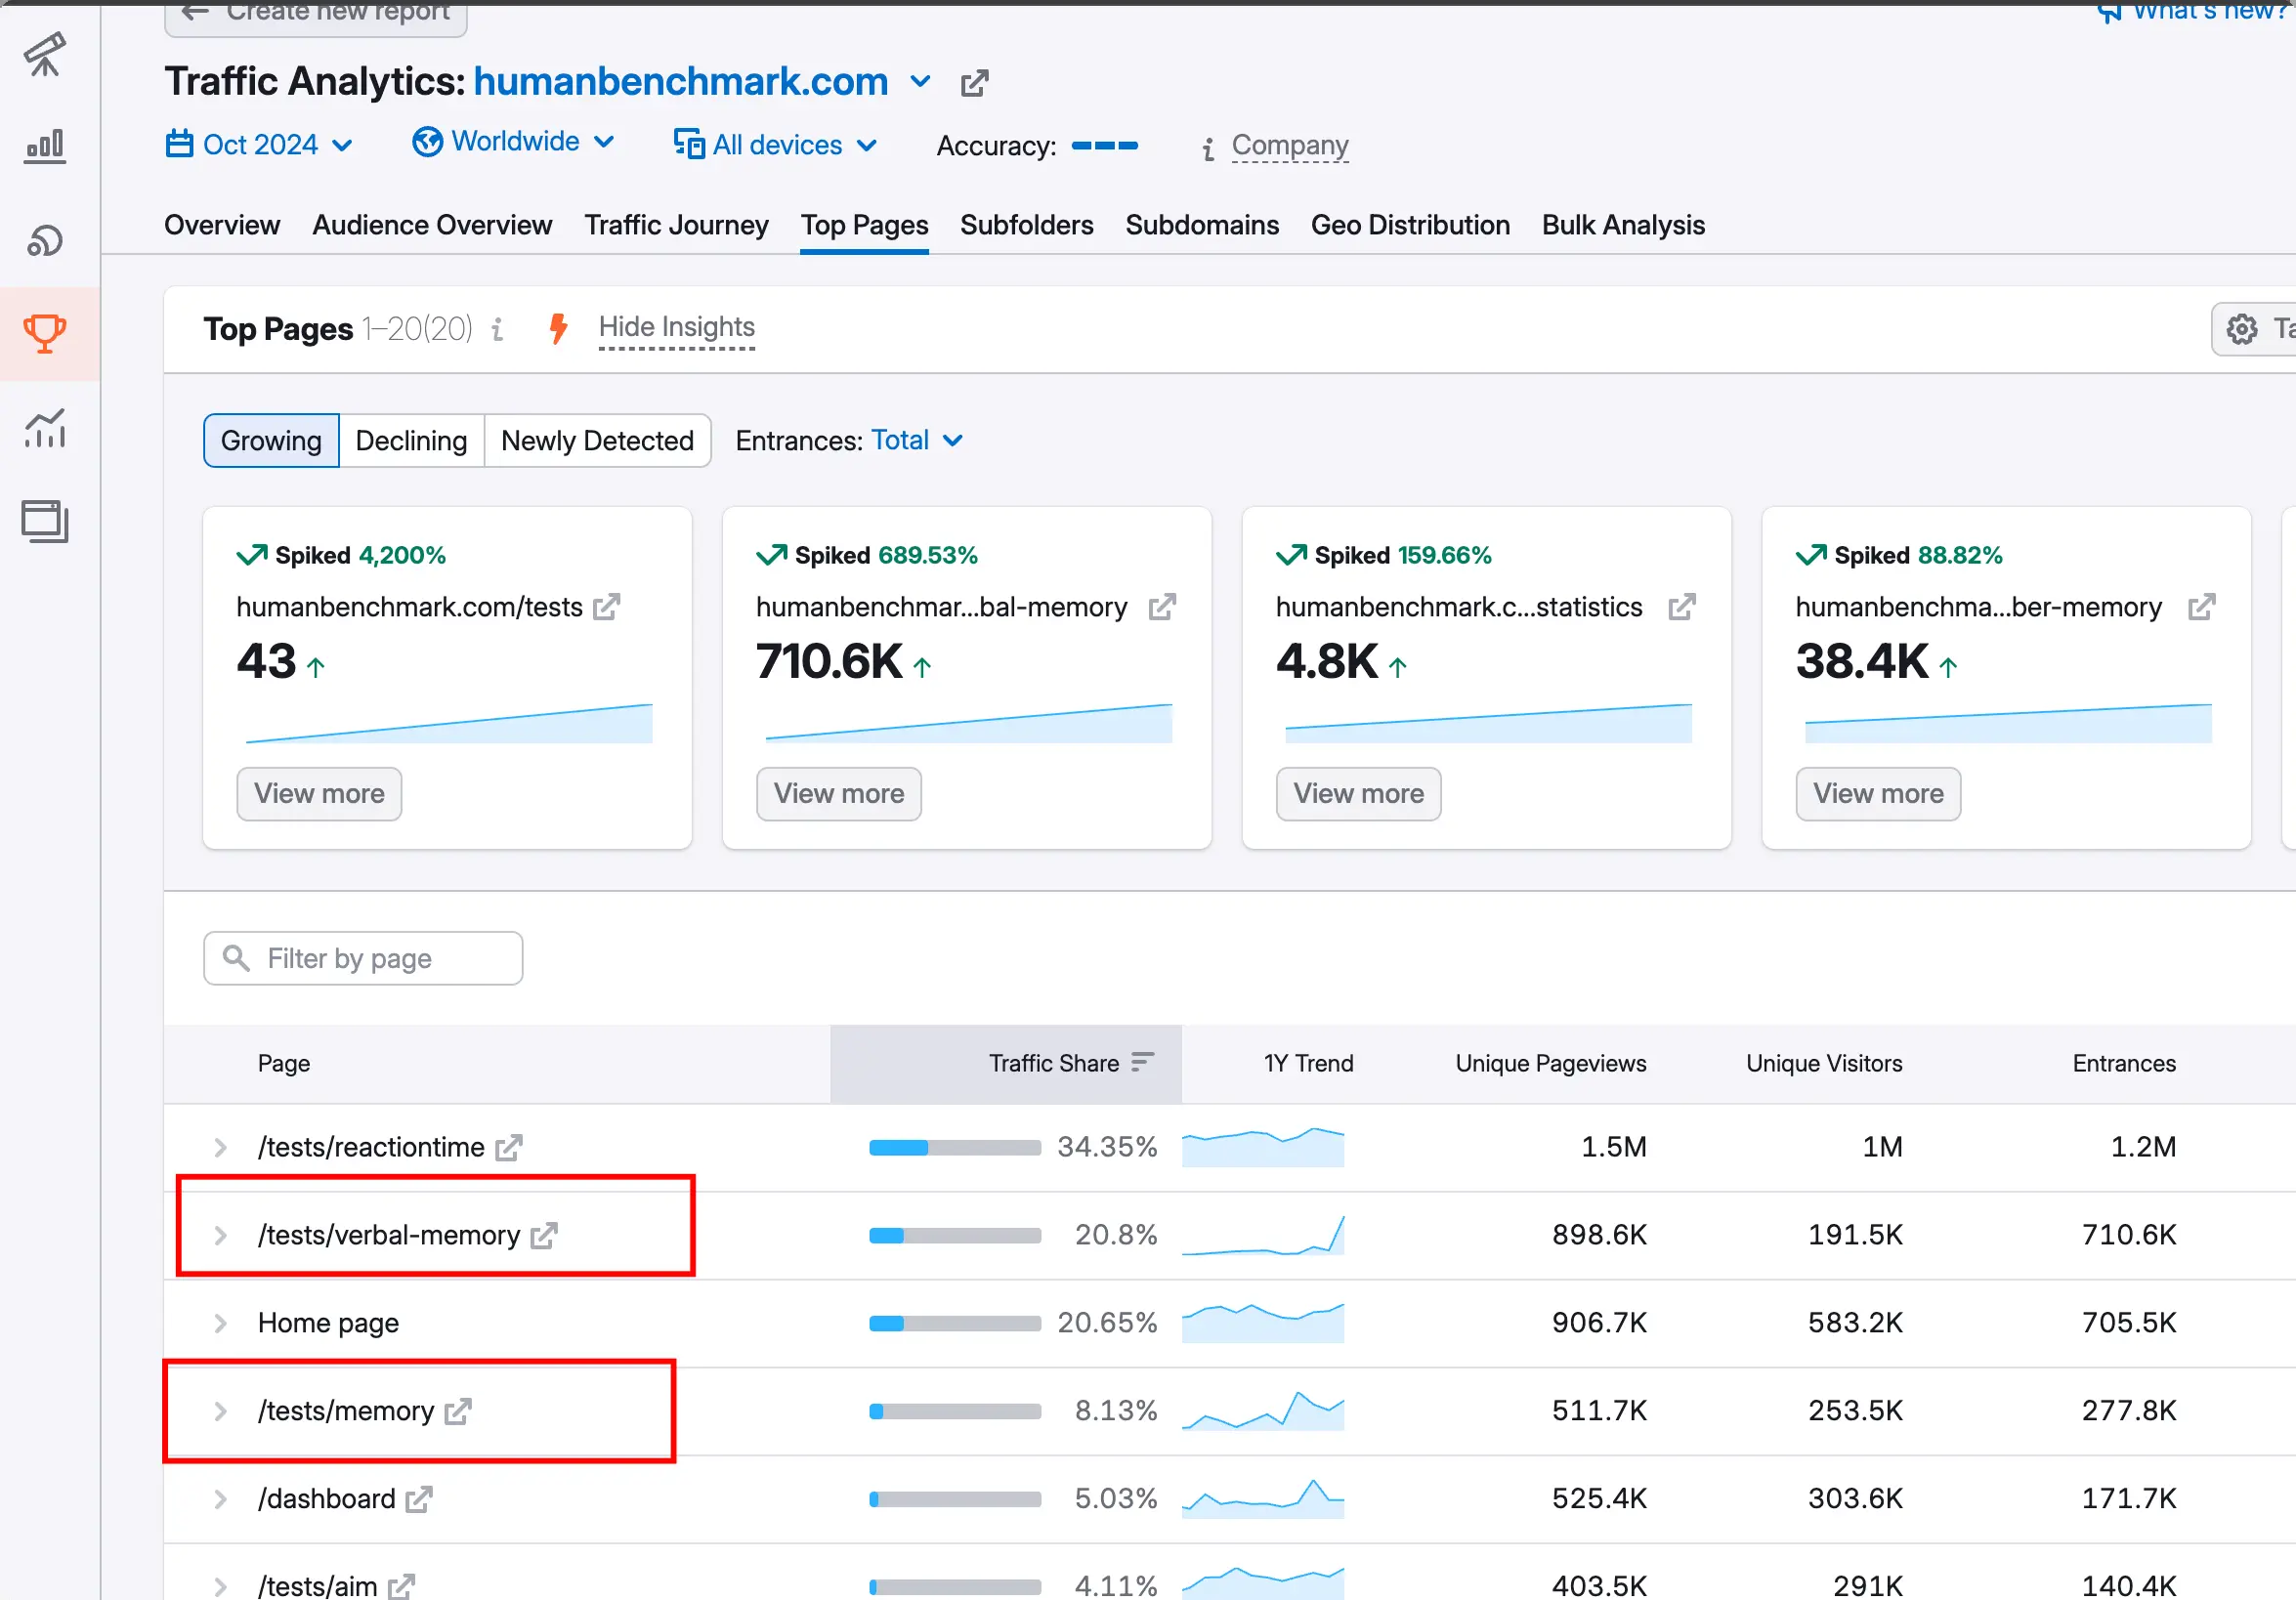 Create new report
What's new?
Traffic Analytics: humanbenchmark.com
Oct 2024 Worldwide All devices Accuracy: i Company
Overview Audience Overview Traffic Journey Top Pages Subfolders Subdomains Geo Distribution Bulk Analysis
Top Pages 1–20(20) i Hide Insights
Growing Declining Newly Detected Entrances: Total
Spiked 4,200%
humanbenchmark.com/tests
43
View more
Spiked 689.53%
humanbenchmar...bal-memory
710.6K
View more
Spiked 159.66%
humanbenchmark.c...statistics
4.8K
View more
Spiked 88.82%
humanbenchma...ber-memory
38.4K
View more
Filter by page
Page Traffic Share 1Y Trend Unique Pageviews Unique Visitors Entrances
/tests/reactiontime 34.35% 1.5M 1M 1.2M
/tests/verbal-memory 20.8% 898.6K 191.5K 710.6K
Home page 20.65% 906.7K 583.2K 705.5K
/tests/memory 8.13% 511.7K 253.5K 277.8K
/dashboard 5.03% 525.4K 303.6K 171.7K
/tests/aim 4.11% 403.5K 291K 140.4K